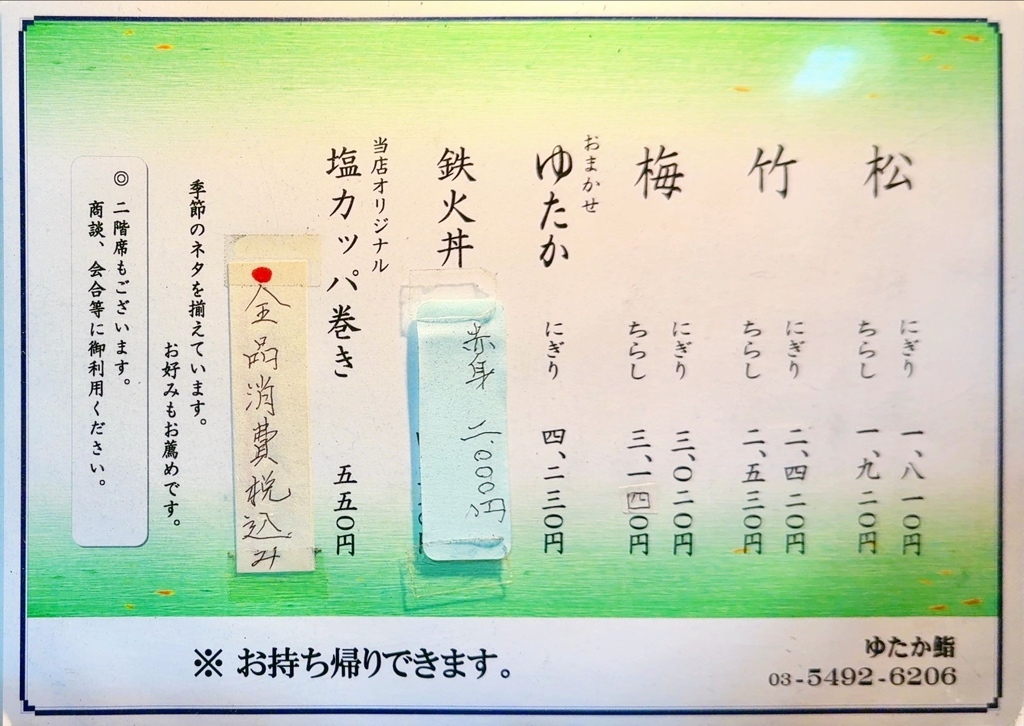 松
にぎり 一、八一〇円
ちらし 一、九二〇円
竹
にぎり 二、四二〇円
ちらし 二、五三〇円
梅
にぎり 三、〇二〇円
ちらし 三、一四〇円
おまかせ
ゆたか にぎり 四、二三〇円
鉄火丼
赤身 二、〇〇〇円
当店オリジナル
塩カッパ巻き 五五〇円
全品消費税込み
季節のネタを揃えています。
お好みもお薦めです。
◎ 二階席もございます。
商談、会合等に御利用ください。
※ お持ち帰りできます。
ゆたか鮨
03-5492-6206